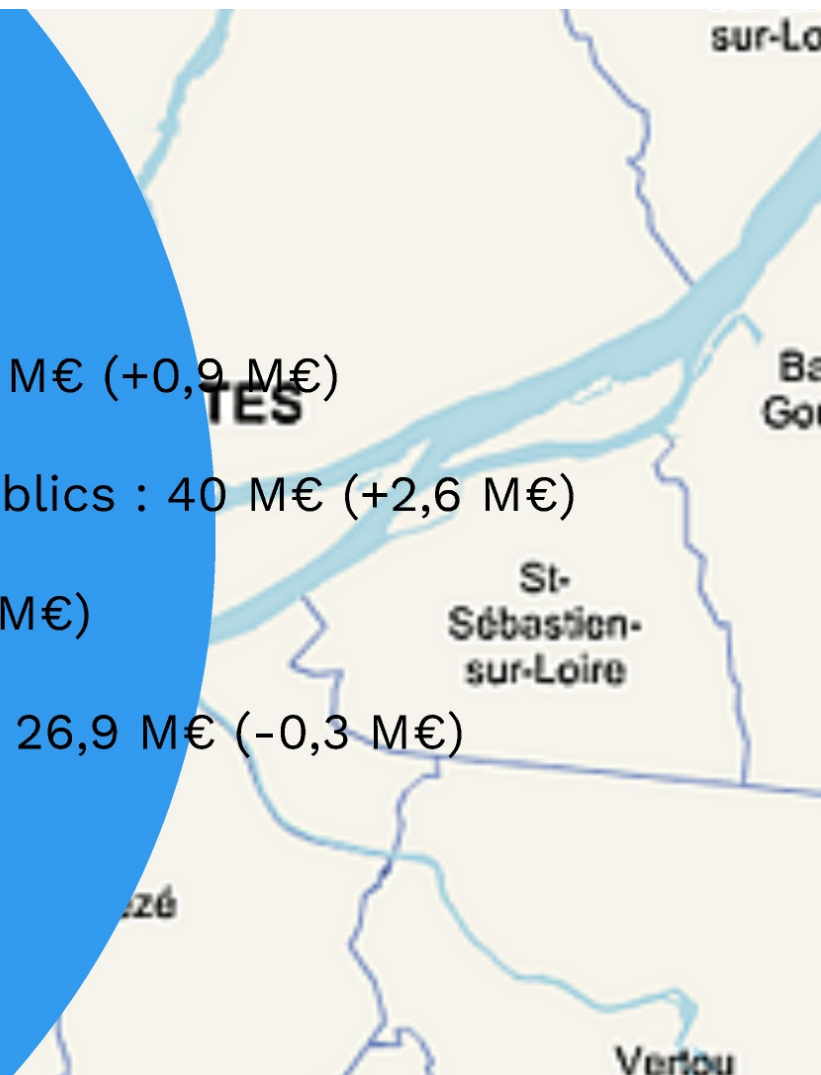 sur-Lo
M€ (+0,9 M€)
TES
Ba
Gou
blics : 40 M€ (+2,6 M€)
St-
Sébastien-
sur-Loire
M€)
26,9 M€ (-0,3 M€)
ezé
Vertou